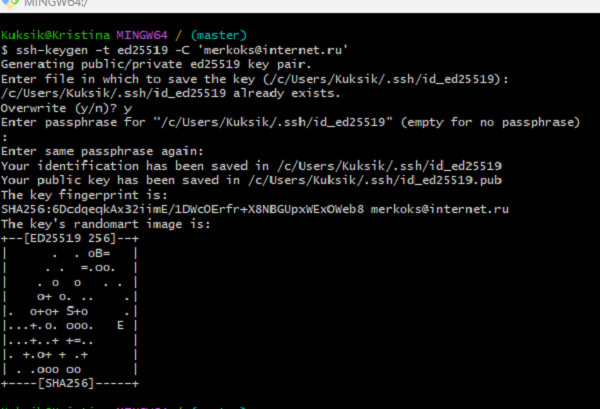 MINGW64:/
Kuksik@Kristina MINGW64 / (master)
$ ssh-keygen -t ed25519 -C 'merkoks@internet.ru'
Generating public/private ed25519 key pair.
Enter file in which to save the key (/c/Users/Kuksik/.ssh/id_ed25519):
/c/Users/Kuksik/.ssh/id_ed25519 already exists.
Overwrite (y/n)? y
Enter passphrase for "/c/Users/Kuksik/.ssh/id_ed25519" (empty for no passphrase)
:
Enter same passphrase again:
Your identification has been saved in /c/Users/Kuksik/.ssh/id_ed25519
Your public key has been saved in /c/Users/Kuksik/.ssh/id_ed25519.pub
The key fingerprint is:
SHA256:6DcdqeqkAx32iimE/1DWcOErfr+X8NBGUpxWExOWeb8 merkoks@internet.ru
The key's randomart image is:
+--[ED25519 256]--+
|      .  . oB=   |
|     . .  =.oo.  |
|    . o  o   . . |
|    o+ o. ..    .|
|.  o+o+ S+o     .|
|...+.o. ooo.   E |
|...+..+ +=..     |
| . +.o+ + .+     |
| . .ooo oo       |
+----[SHA256]-----+
Kuksik@Kristina MINGW64 / (master)